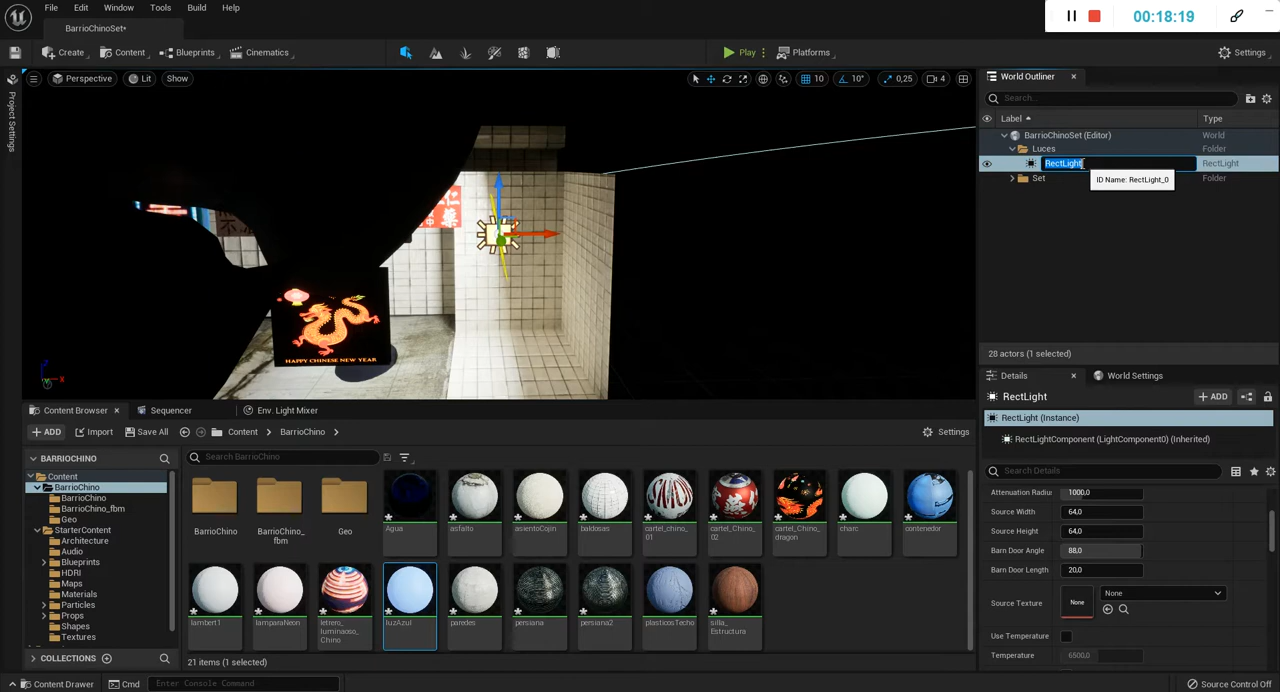 File Edit Window Tools Build Help
00:18:19
BarrioChinoSet*
Create Content Blueprints Cinematics Play Platforms Settings
Project Settings
Perspective Lit Show
10 10° 0,25 4
World Outliner
Search...
Label Type
BarrioChinoSet (Editor) World
Luces Folder
RectLight RectLight
ID Name: RectLight_0
Set Folder
HAPPY CHINESE NEW YEAR
28 actors (1 selected)
Details World Settings
RectLight ADD
RectLight (Instance)
RectLightComponent (LightComponent0) (Inherited)
Search Details
Attenuation Radiu 1000,0
Source Width 64,0
Source Height 64,0
Barn Door Angle 88,0
Barn Door Length 20,0
Source Texture None None
Use Temperature
Temperature 6500,0
Content Browser Sequencer Env. Light Mixer
ADD Import Save All Content BarrioChino Settings
BARRIOCHINO
Search BarrioChino
Content
BarrioChino
BarrioChino
BarrioChino_fbm
Geo
StarterContent
Architecture
Audio
Blueprints
HDRI
Maps
Materials
Particles
Props
Shapes
Textures
COLLECTIONS
BarrioChino BarrioChino_fbm Geo Agua asfalto asientoCojin baldosas cartel_chino_01 cartel_Chino_02 cartel_Chino_dragon charc contenedor
lambert1 lamparaNeon letrero_luminaoso_Chino luzAzul paredes persiana persiana2 plasticosTecho silla_Estructura
21 items (1 selected)
Content Drawer Cmd Enter Console Command Source Control Off